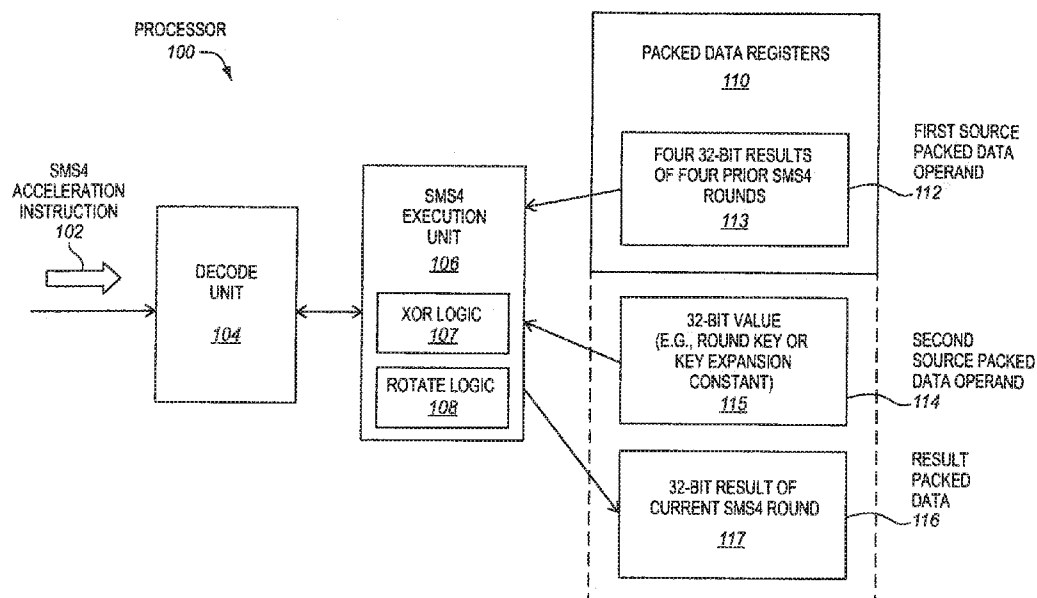 PROCESSOR
100
SMS4
ACCELERATION
INSTRUCTION
102
DECODE
UNIT
104
SMS4
EXECUTION
UNIT
106
XOR LOGIC
107
ROTATE LOGIC
108
PACKED DATA REGISTERS
110
FOUR 32-BIT RESULTS
OF FOUR PRIOR SMS4
ROUNDS
113
FIRST SOURCE
PACKED DATA
OPERAND
112
32-BIT VALUE
(E.G., ROUND KEY OR
KEY EXPANSION
CONSTANT)
115
SECOND
SOURCE PACKED
DATA OPERAND
114
32-BIT RESULT OF
CURRENT SMS4 ROUND
117
RESULT
PACKED
DATA
116